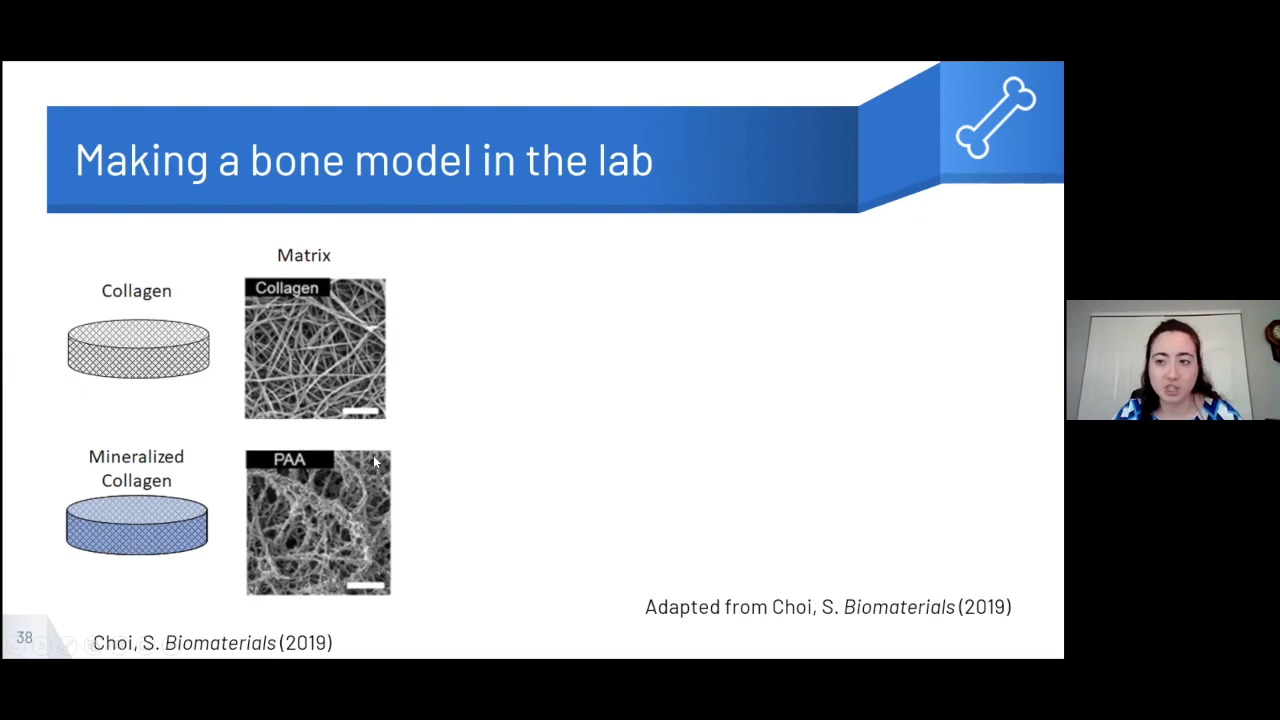 Making a bone model in the lab
Matrix
Collagen
Collagen
Mineralized
Collagen
PAA
Adapted from Choi, S. Biomaterials (2019)
38
Choi, S. Biomaterials (2019)